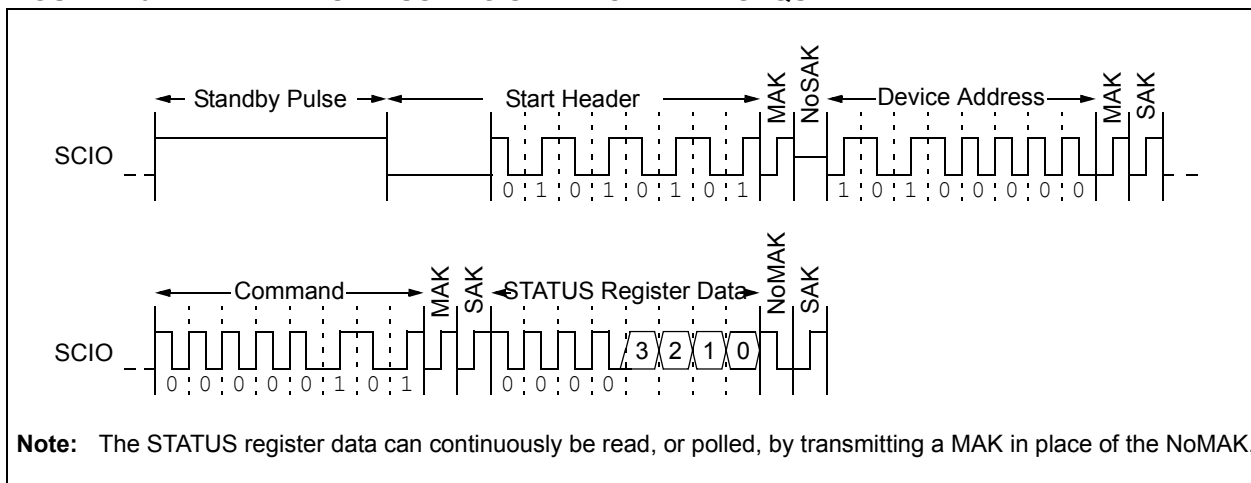 Standby Pulse
Start Header
MAK
NoSAK
Device Address
MAK
SAK
SCIO
0 1 0 1 0 1 0 1
1 0 1 0 0 0 0 0
Command
MAK
SAK
STATUS Register Data
NoMAK
SAK
SCIO
3 2 1 0
0 0 0 0 0 1 0 1
0 0 0 0
Note: The STATUS register data can continuously be read, or polled, by transmitting a MAK in place of the NoMAK.